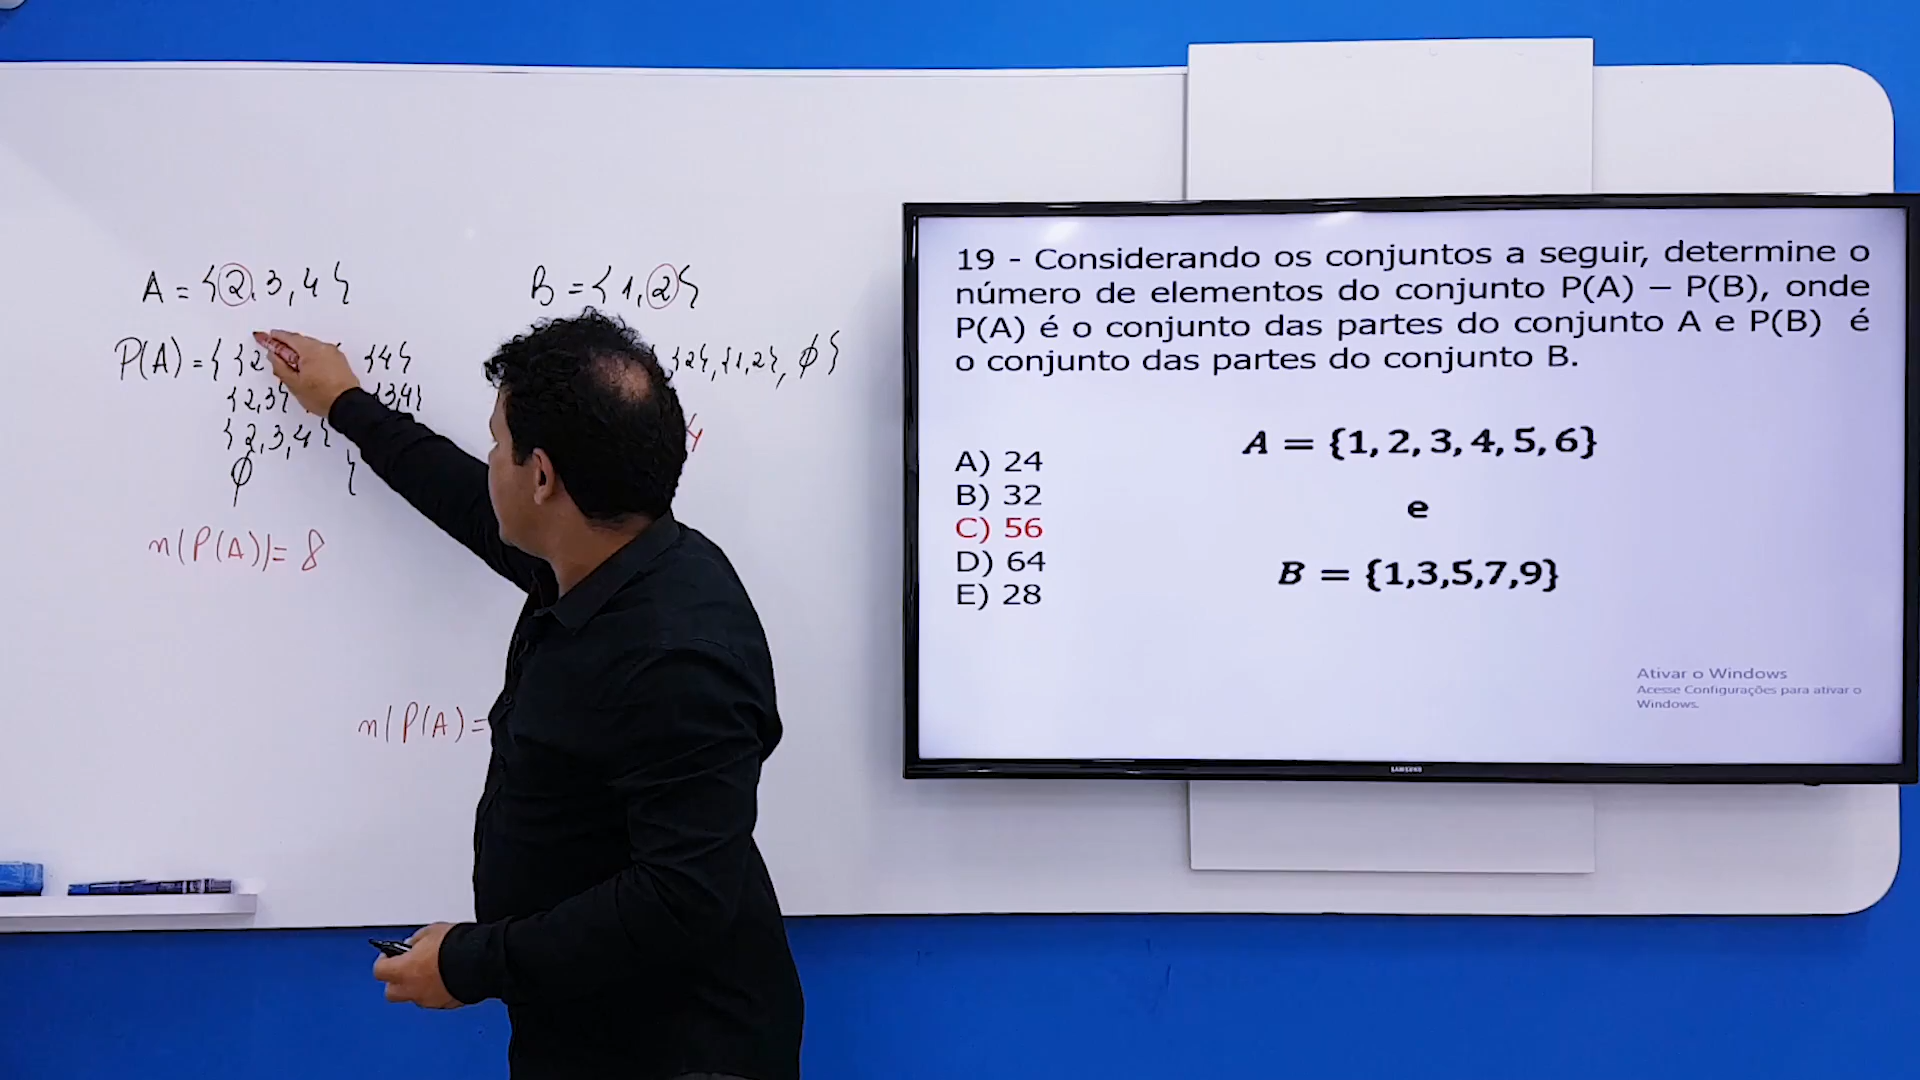 A = {2, 3, 4}
P(A) = { {2 {4}
{2,3} {3,4}
{2,3,4}
∅ }
n(P(A)) = 8
n(P(A) =
B = {1, 2}
{2}, {1,2}, ∅ }
4
19 - Considerando os conjuntos a seguir, determine o
número de elementos do conjunto P(A) – P(B), onde
P(A) é o conjunto das partes do conjunto A e P(B) é
o conjunto das partes do conjunto B.
A = {1, 2, 3, 4, 5, 6}
e
B = {1,3,5,7,9}
A) 24
B) 32
C) 56
D) 64
E) 28
Ativar o Windows
Acesse Configurações para ativar o
Windows.
SAMSUNG